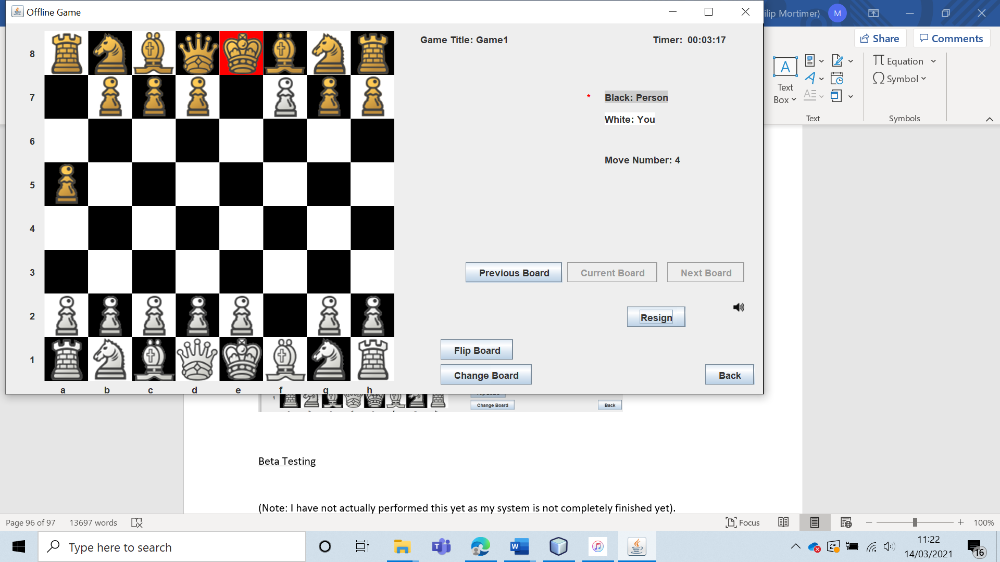 Offline Game
ilip Mortimer)
M
Share
Comments
8
Game Title: Game1
Timer: 00:03:17
7
* Black: Person
White: You
6
Move Number: 4
5
4
3
Previous Board
Current Board
Next Board
2
Resign
1
Flip Board
Change Board
Back
a b c d e f g h
A
Text
Box
Equation
Symbol
Text
Symbols
1
Change Board
Back
Beta Testing
(Note: I have not actually performed this yet as my system is not completely finished yet).
Page 96 of 97
13697 words
Focus
100%
Type here to search
11:22
14/03/2021
16